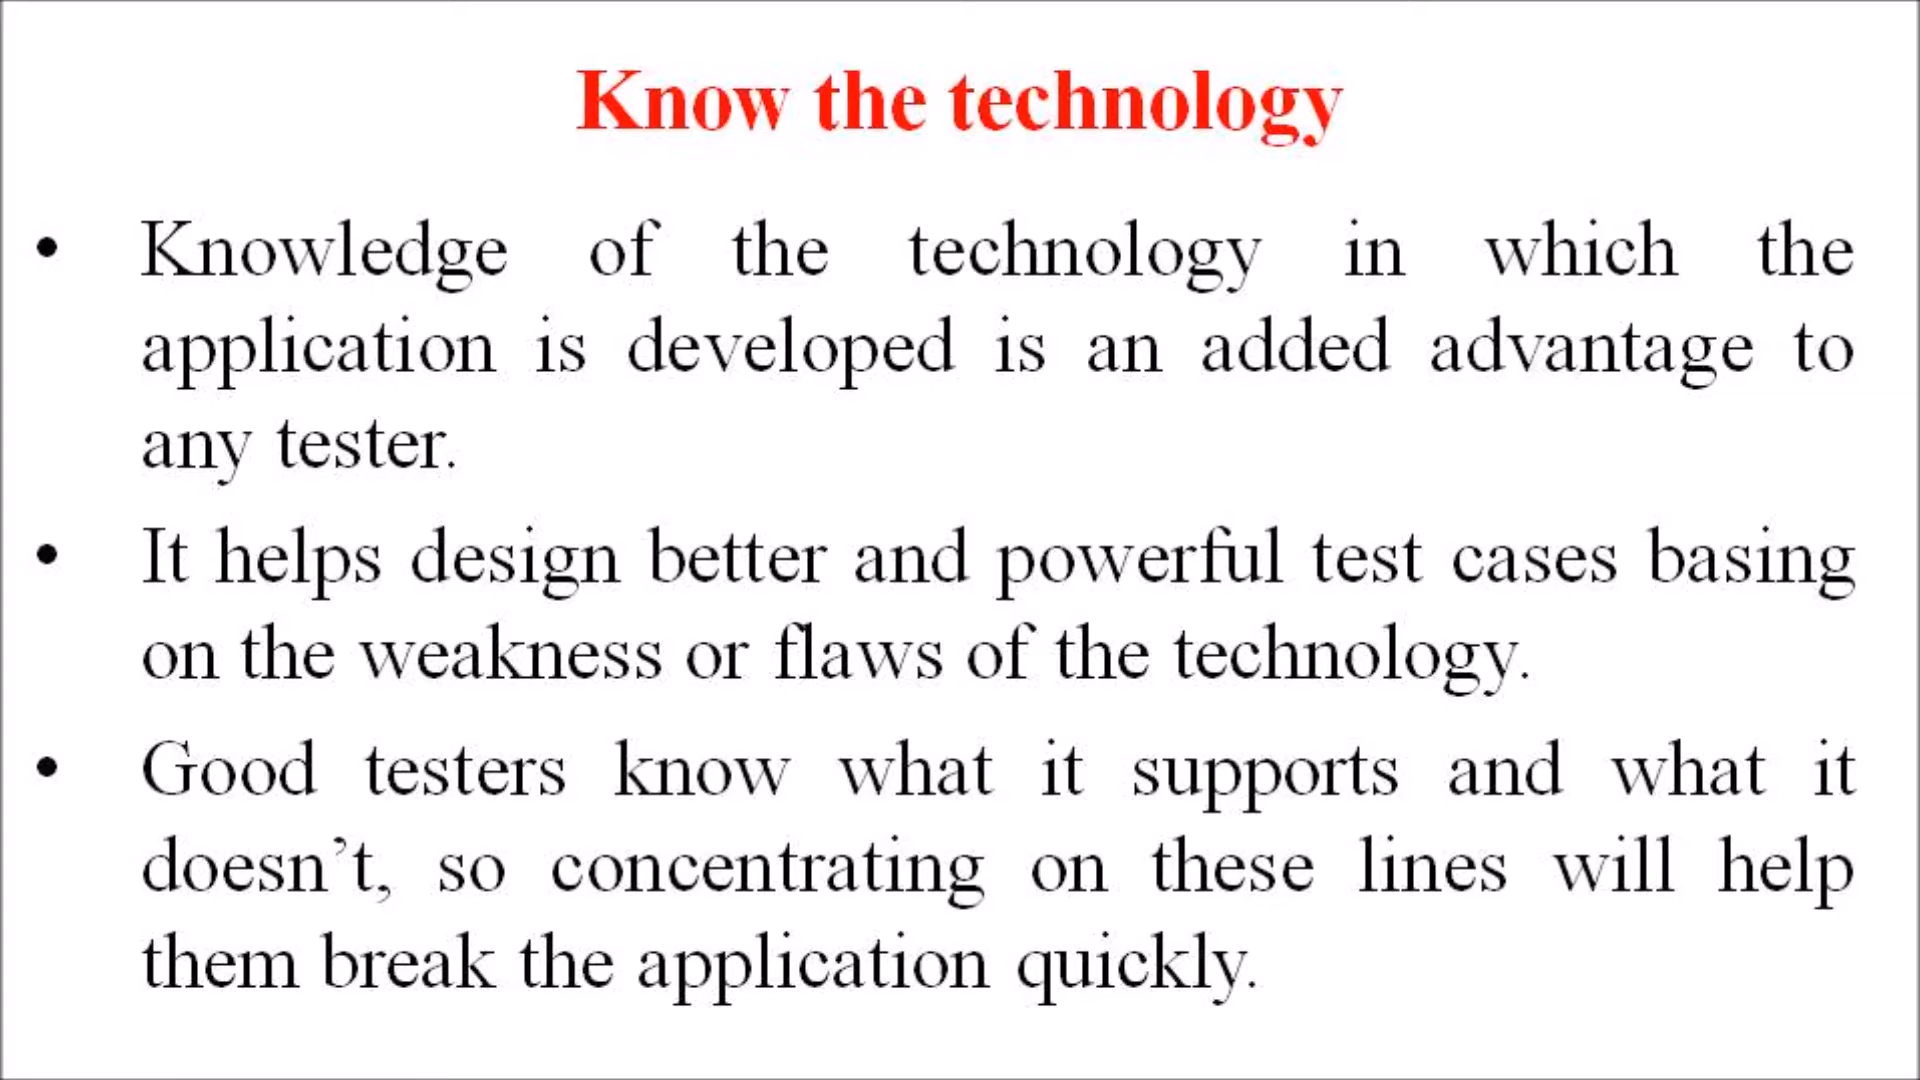 Know the technology
• Knowledge of the technology in which the
application is developed is an added advantage to
any tester.
• It helps design better and powerful test cases basing
on the weakness or flaws of the technology.
• Good testers know what it supports and what it
doesn’t, so concentrating on these lines will help
them break the application quickly.